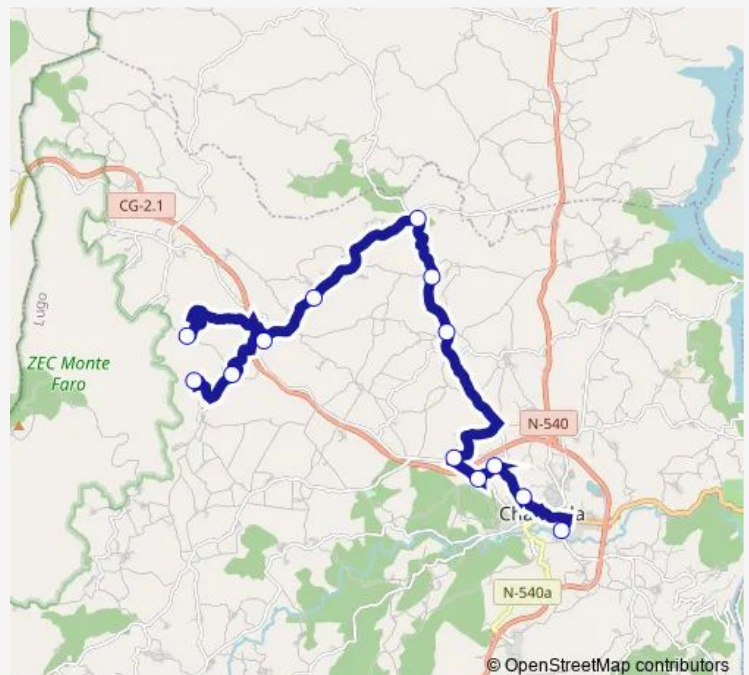 CG-2.1
Lugo
ZEC Monte
Faro
N-540
N-540a
© OpenStreetMap contributors